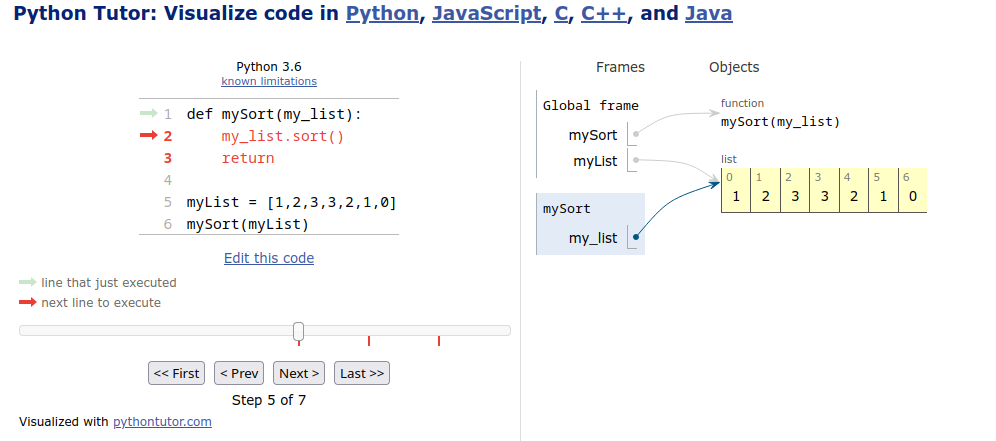 Python Tutor: Visualize code in Python, JavaScript, C, C++, and Java
Python 3.6
known limitations
1 def mySort(my_list):
2 my_list.sort()
3 return
4
5 myList = [1,2,3,3,2,1,0]
6 mySort(myList)
Edit this code
line that just executed
next line to execute
<< First < Prev Next > Last >>
Step 5 of 7
Visualized with pythontutor.com
Frames Objects
Global frame
mySort
myList
function
mySort(my_list)
list
0 1 2 3 4 5 6
1 2 3 3 2 1 0
mySort
my_list